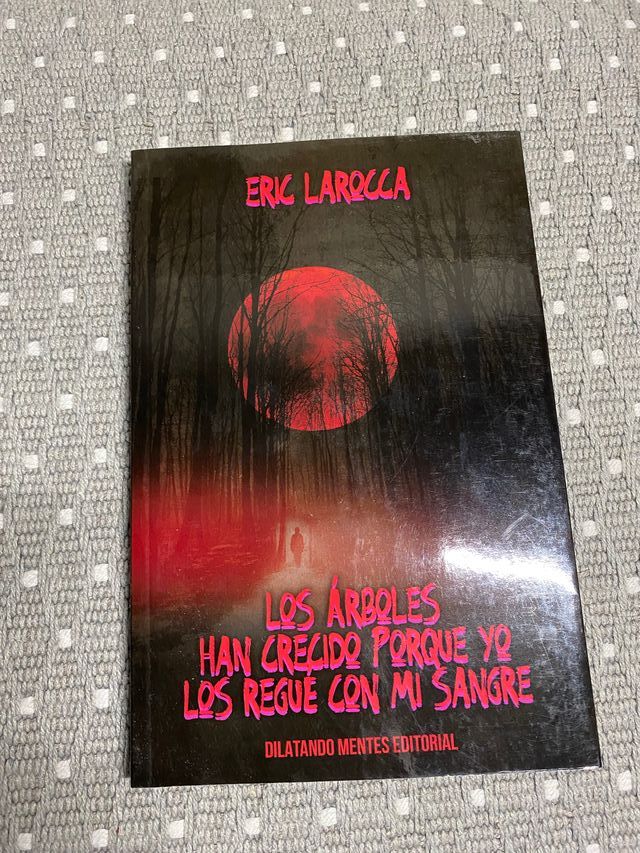 ERIC LAROCCA
LOS ÁRBOLES
HAN CRECIDO PORQUE YO
LOS REGUÉ CON MI SANGRE
DILATANDO MENTES EDITORIAL